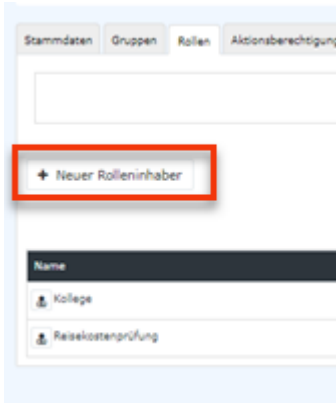 Stammdaten Gruppen Rollen Aktionsberechtigung
+ Neuer Rolleninhaber
Name
Kollege
Reisekostenprüfung